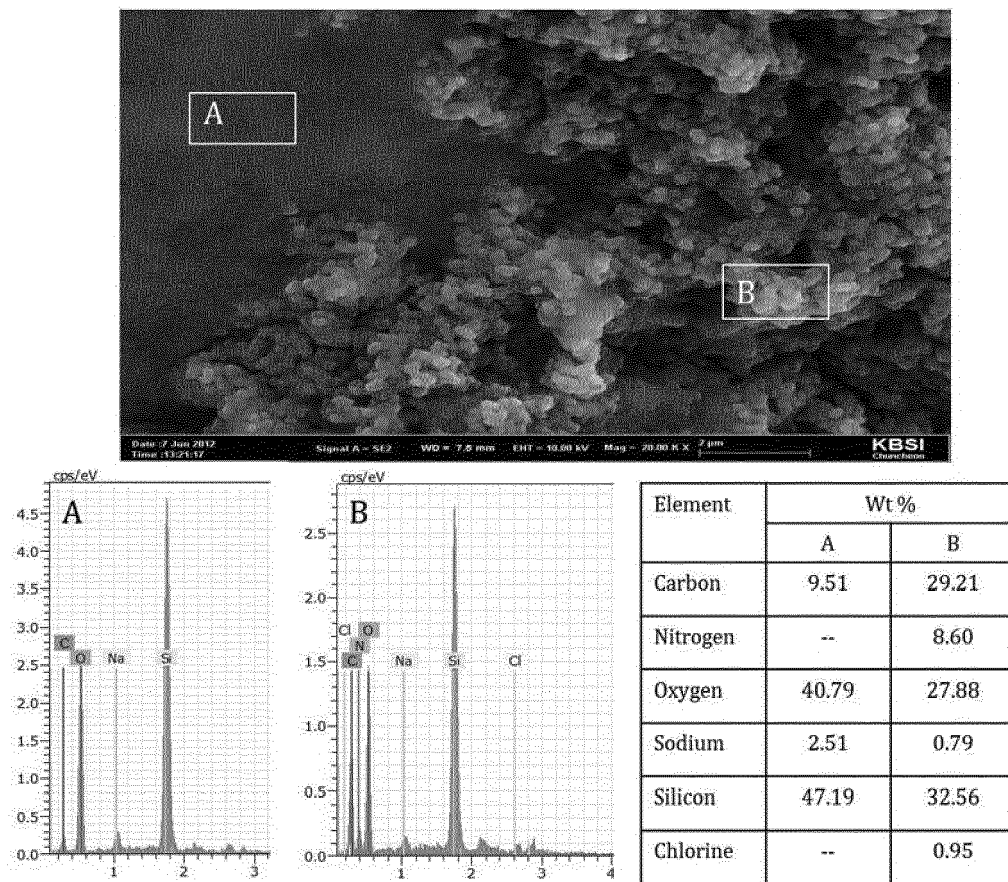 A
B
Date :7 Jun 2012
Time :13:21:17
Signal A = SE2 WD = 7.5 mm EHT = 10.00 kV Mag = 20.00 K X 2 μm
KBSI
Chuncheon
cps/eV
A
4.5
4.0
3.5
3.0
2.5
2.0
1.5
1.0
0.5
0.0
C
O Na Si
1 2 3
cps/eV
B
2.5
2.0
1.5
1.0
0.5
0.0
Cl O
N
C Na Si Cl
1 2 3 4
Element Wt %
A B
Carbon 9.51 29.21
Nitrogen -- 8.60
Oxygen 40.79 27.88
Sodium 2.51 0.79
Silicon 47.19 32.56
Chlorine -- 0.95